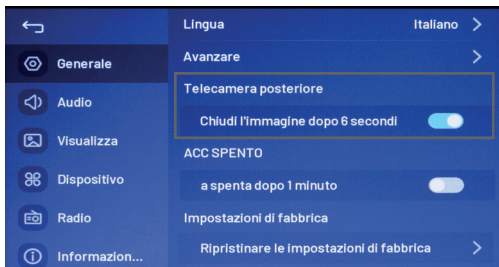 Lingua Italiano
Generale
Avanzare
Telecamera posteriore
Audio
Chiudi l'immagine dopo 6 secondi
Visualizza
ACC SPENTO
Dispositivo
a spenta dopo 1 minuto
Radio
Impostazioni di fabbrica
Informazion...
Ripristinare le impostazioni di fabbrica